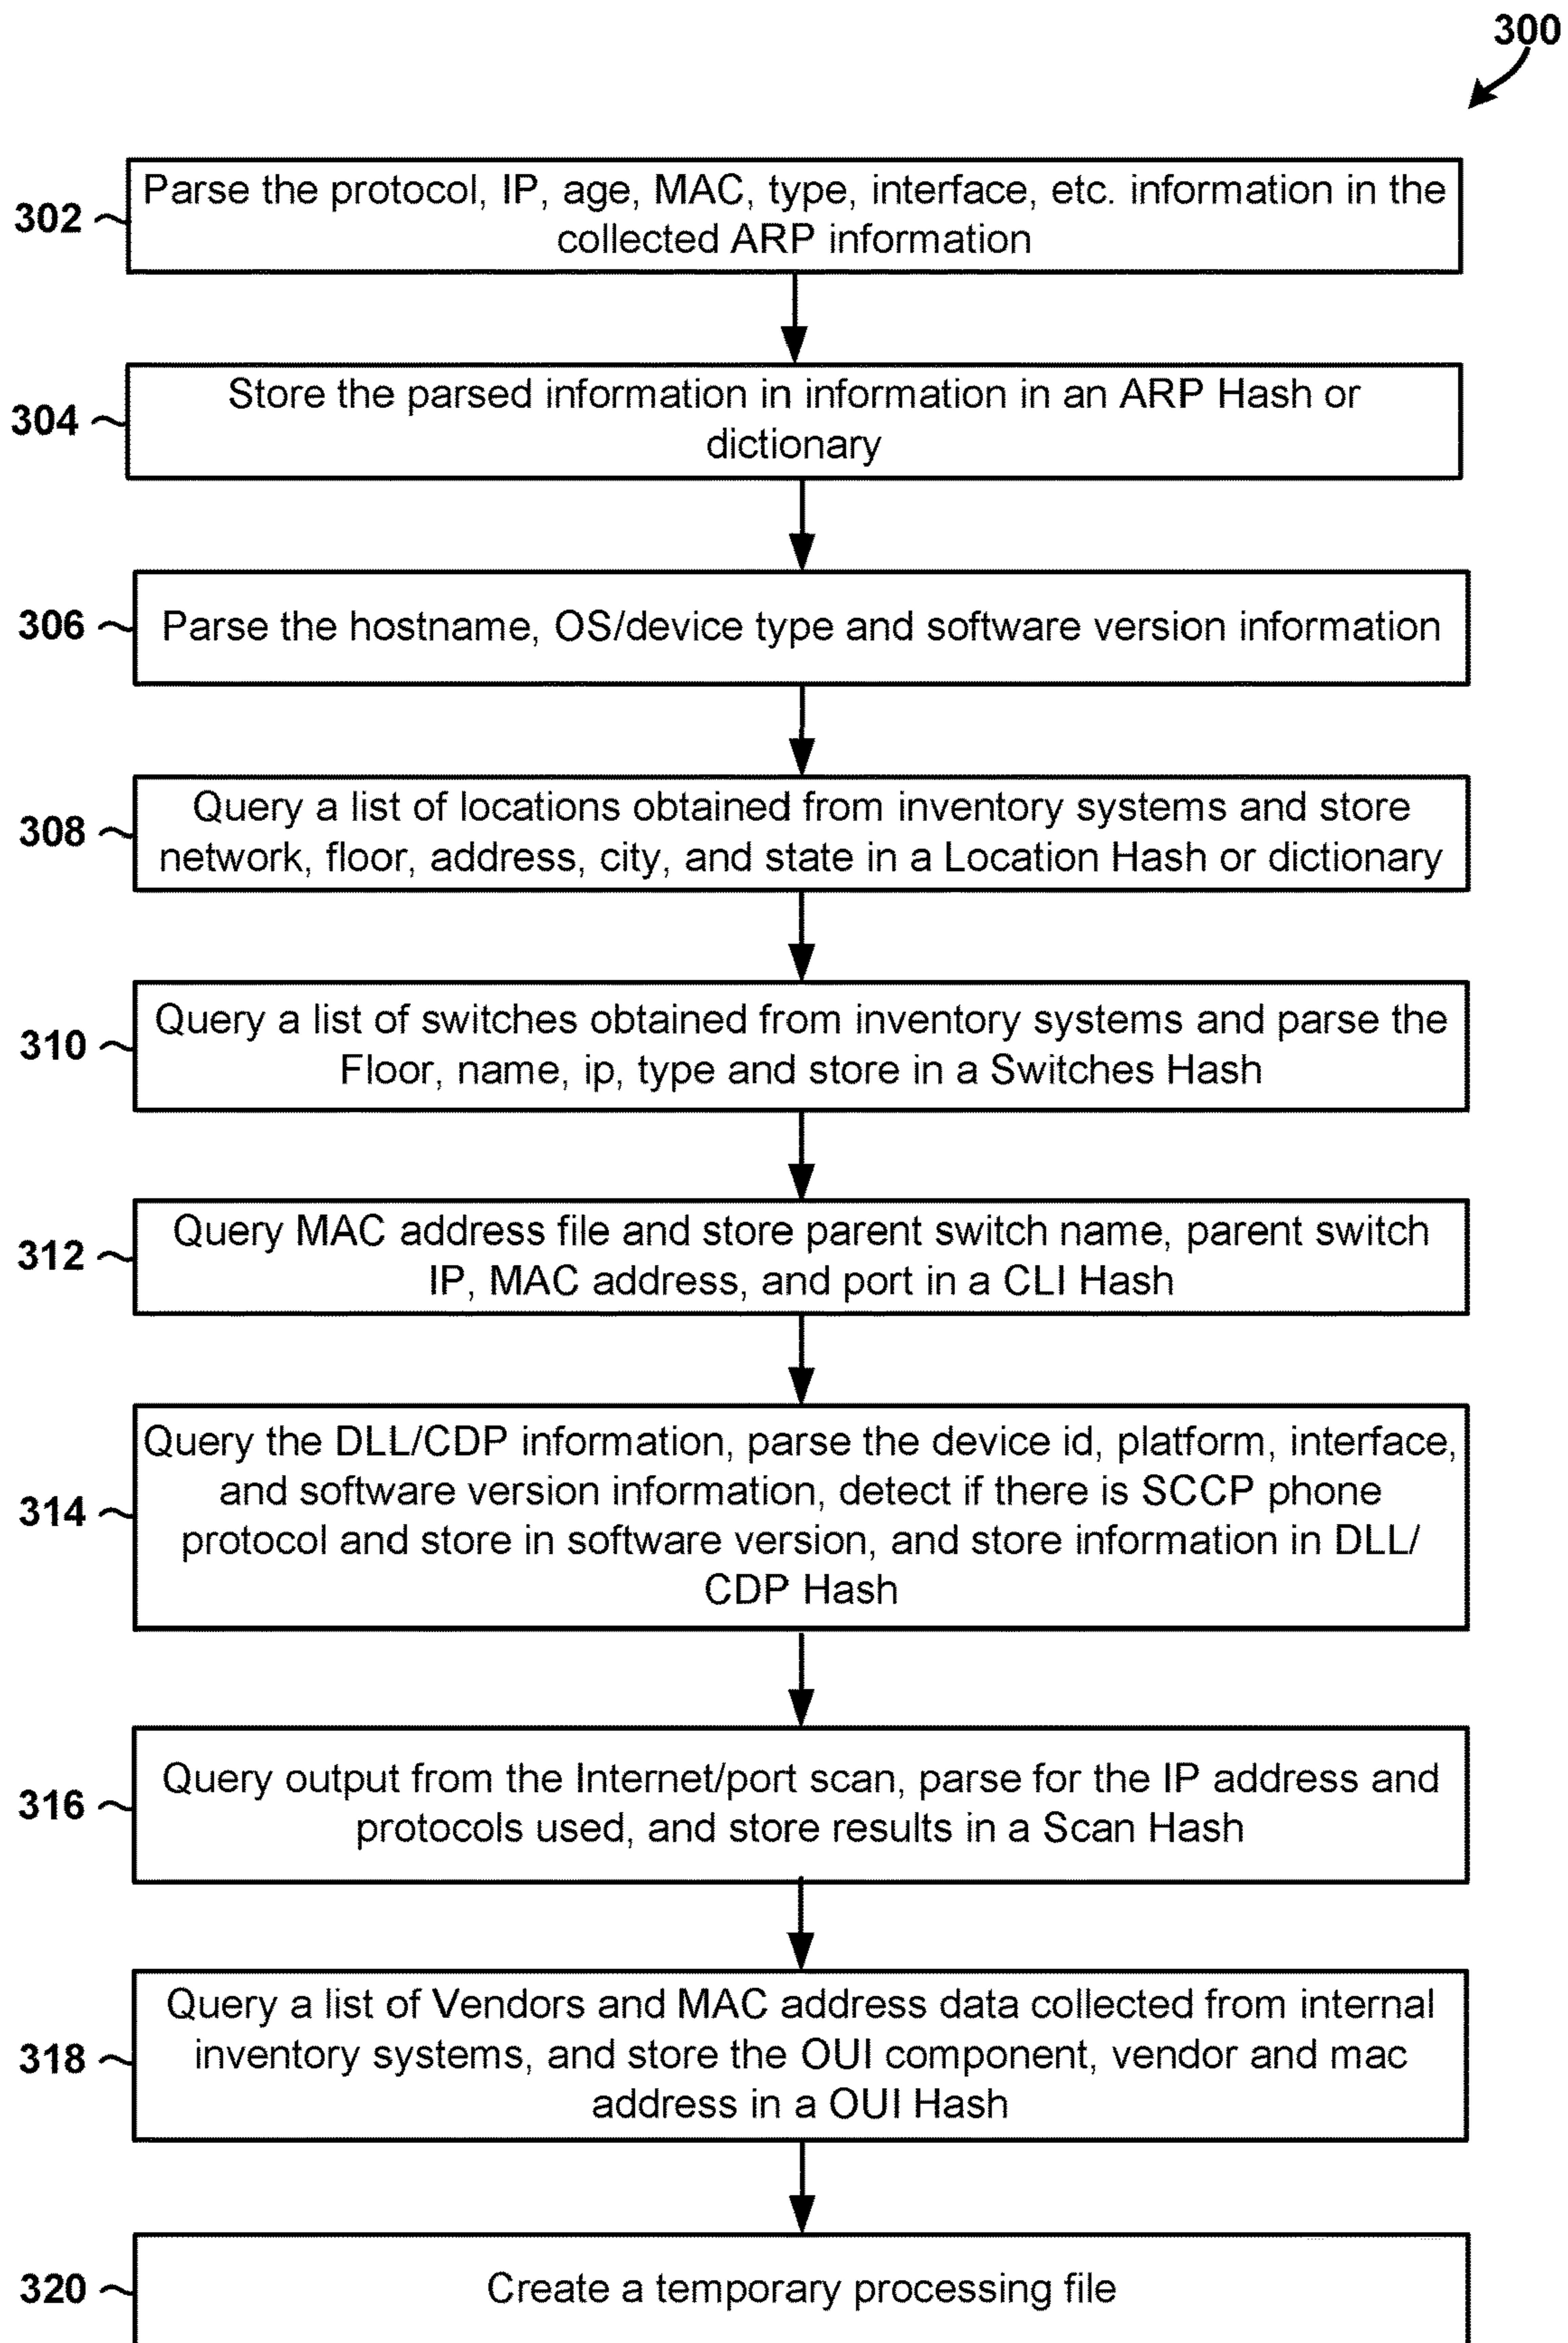 300
302
Parse the protocol, IP, age, MAC, type, interface, etc. information in the
collected ARP information
304
Store the parsed information in information in an ARP Hash or
dictionary
306
Parse the hostname, OS/device type and software version information
308
Query a list of locations obtained from inventory systems and store
network, floor, address, city, and state in a Location Hash or dictionary
310
Query a list of switches obtained from inventory systems and parse the
Floor, name, ip, type and store in a Switches Hash
312
Query MAC address file and store parent switch name, parent switch
IP, MAC address, and port in a CLI Hash
314
Query the DLL/CDP information, parse the device id, platform, interface,
and software version information, detect if there is SCCP phone
protocol and store in software version, and store information in DLL/
CDP Hash
316
Query output from the Internet/port scan, parse for the IP address and
protocols used, and store results in a Scan Hash
318
Query a list of Vendors and MAC address data collected from internal
inventory systems, and store the OUI component, vendor and mac
address in a OUI Hash
320
Create a temporary processing file